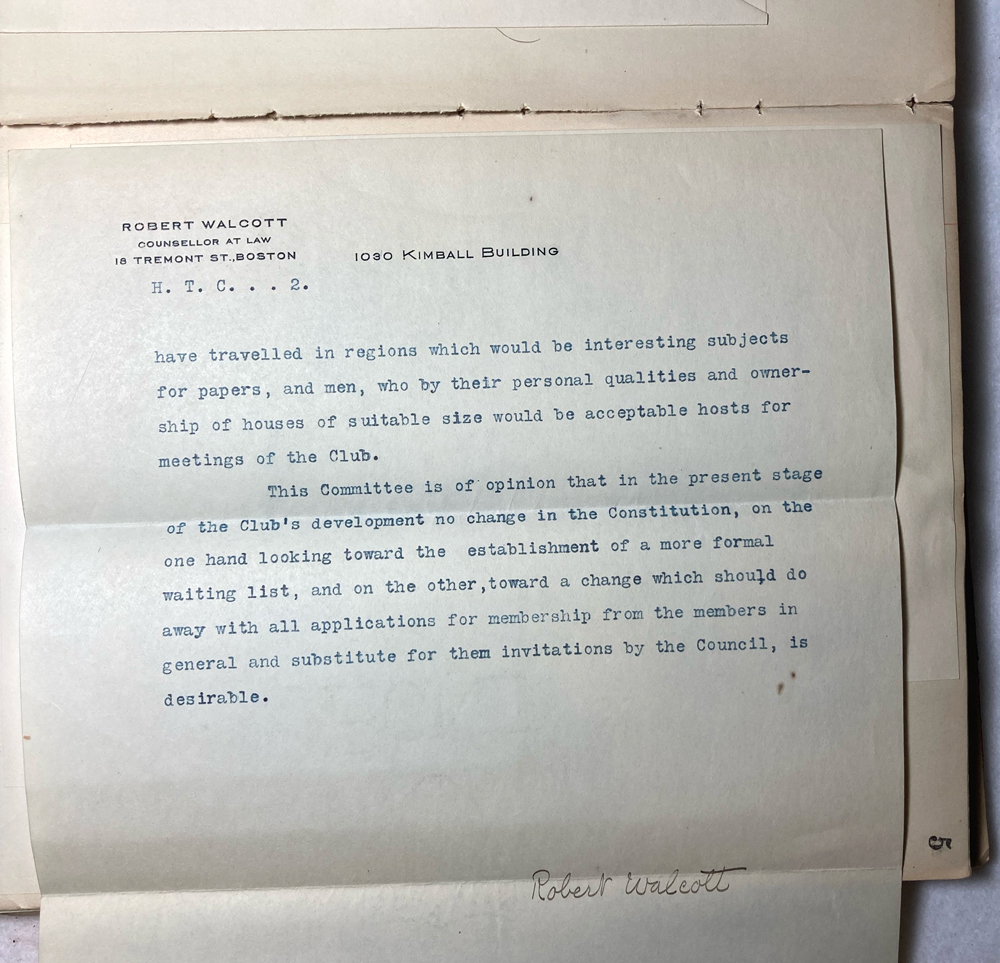 ROBERT WALCOTT
COUNSELLOR AT LAW
18 TREMONT ST., BOSTON
1030 KIMBALL BUILDING
H. T. C. . . 2.
have travelled in regions which would be interesting subjects
for papers, and men, who by their personal qualities and owner-
ship of houses of suitable size would be acceptable hosts for
meetings of the Club.
This Committee is of opinion that in the present stage
of the Club's development no change in the Constitution, on the
one hand looking toward the establishment of a more formal
waiting list, and on the other, toward a change which should do
away with all applications for membership from the members in
general and substitute for them invitations by the Council, is
desirable.
Robert Walcott
5